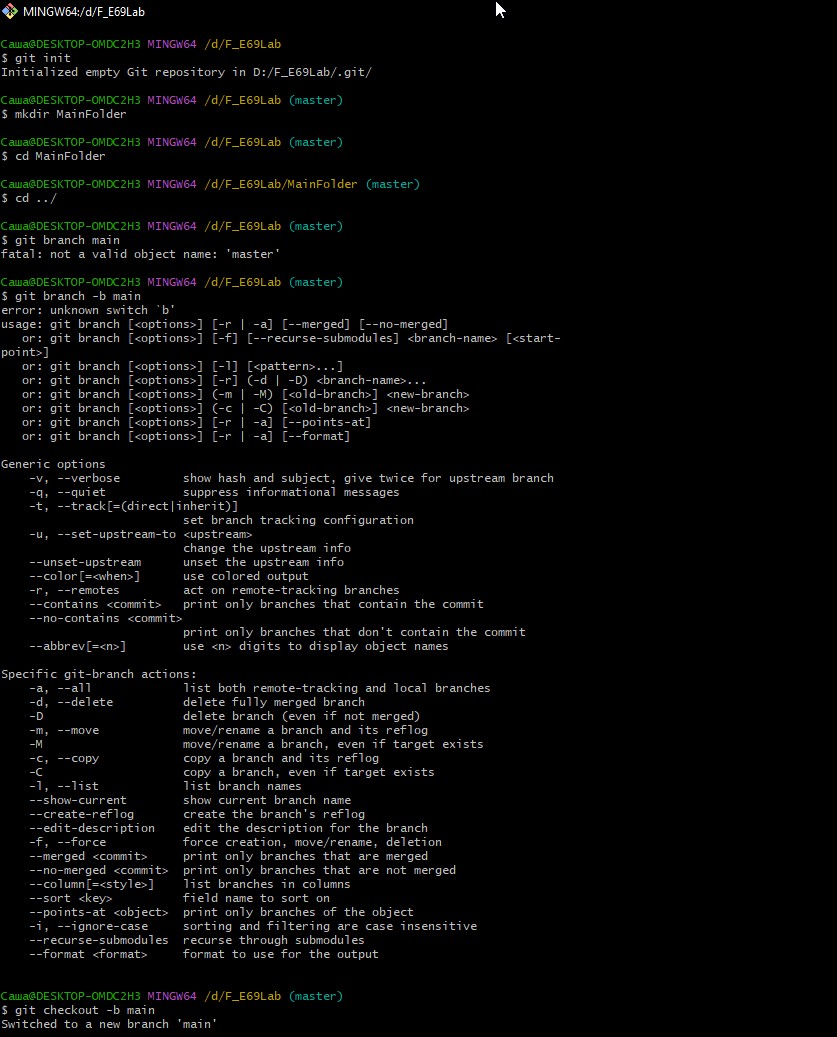 MINGW64:/d/F_E69Lab
Саша@DESKTOP-OMDC2H3 MINGW64 /d/F_E69Lab
$ git init
Initialized empty Git repository in D:/F_E69Lab/.git/
Саша@DESKTOP-OMDC2H3 MINGW64 /d/F_E69Lab (master)
$ mkdir MainFolder
Саша@DESKTOP-OMDC2H3 MINGW64 /d/F_E69Lab (master)
$ cd MainFolder
Саша@DESKTOP-OMDC2H3 MINGW64 /d/F_E69Lab/MainFolder (master)
$ cd ../
Саша@DESKTOP-OMDC2H3 MINGW64 /d/F_E69Lab (master)
$ git branch main
fatal: not a valid object name: 'master'
Саша@DESKTOP-OMDC2H3 MINGW64 /d/F_E69Lab (master)
$ git branch -b main
error: unknown switch `b'
usage: git branch [<options>] [-r | -a] [--merged] [--no-merged]
   or: git branch [<options>] [-f] [--recurse-submodules] <branch-name> [<start-
point>]
   or: git branch [<options>] [-l] [<pattern>...]
   or: git branch [<options>] [-r] (-d | -D) <branch-name>...
   or: git branch [<options>] (-m | -M) [<old-branch>] <new-branch>
   or: git branch [<options>] (-c | -C) [<old-branch>] <new-branch>
   or: git branch [<options>] [-r | -a] [--points-at]
   or: git branch [<options>] [-r | -a] [--format]
Generic options
    -v, --verbose         show hash and subject, give twice for upstream branch
    -q, --quiet           suppress informational messages
    -t, --track[=(direct|inherit)]
                          set branch tracking configuration
    -u, --set-upstream-to <upstream>
                          change the upstream info
    --unset-upstream      unset the upstream info
    --color[=<when>]      use colored output
    -r, --remotes         act on remote-tracking branches
    --contains <commit>   print only branches that contain the commit
    --no-contains <commit>
                          print only branches that don't contain the commit
    --abbrev[=<n>]        use <n> digits to display object names
Specific git-branch actions:
    -a, --all             list both remote-tracking and local branches
    -d, --delete          delete fully merged branch
    -D                    delete branch (even if not merged)
    -m, --move            move/rename a branch and its reflog
    -M                    move/rename a branch, even if target exists
    -c, --copy            copy a branch and its reflog
    -C                    copy a branch, even if target exists
    -l, --list            list branch names
    --show-current        show current branch name
    --create-reflog       create the branch's reflog
    --edit-description    edit the description for the branch
    -f, --force           force creation, move/rename, deletion
    --merged <commit>     print only branches that are merged
    --no-merged <commit>  print only branches that are not merged
    --column[=<style>]    list branches in columns
    --sort <key>          field name to sort on
    --points-at <object>  print only branches of the object
    -i, --ignore-case     sorting and filtering are case insensitive
    --recurse-submodules  recurse through submodules
    --format <format>     format to use for the output
Саша@DESKTOP-OMDC2H3 MINGW64 /d/F_E69Lab (master)
$ git checkout -b main
Switched to a new branch 'main'